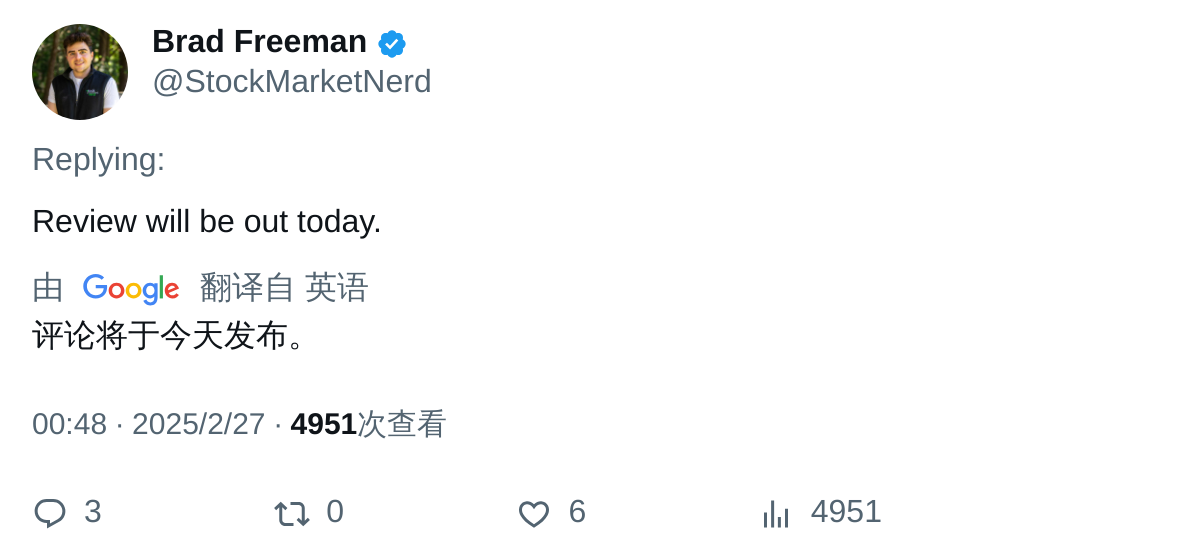 Brad Freeman
@StockMarketNerd
Replying:
Review will be out today.
由 Google 翻译自 英语
评论将于今天发布。
00:48 · 2025/2/27 · 4951次查看
3 0 6 4951